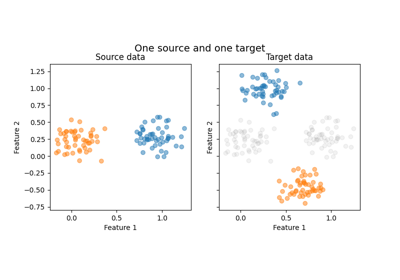 One source and one target
Source data
Target data
1.25
1.00
0.75
0.50
0.25
0.00
−0.25
−0.50
−0.75
Feature 2
0.0 0.5 1.0
Feature 1
Feature 2
0.0 0.5 1.0
Feature 1